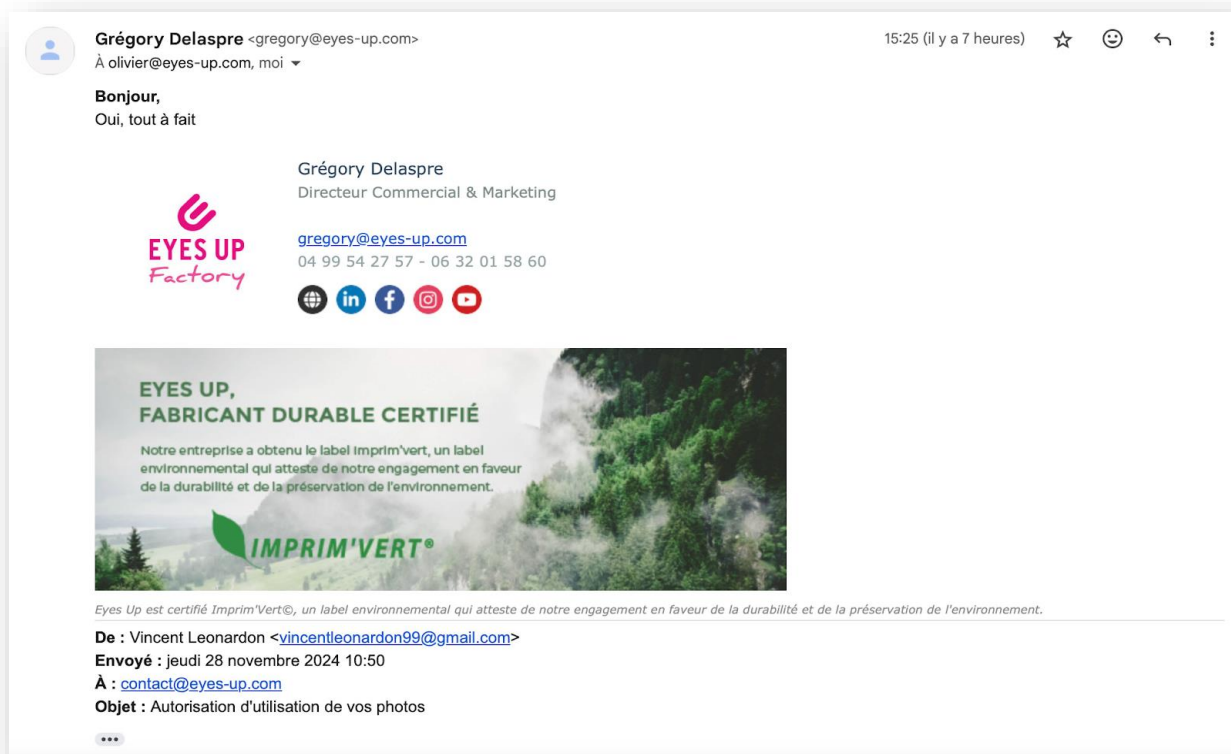 Grégory Delaspre <gregory@eyes-up.com>
15:25 (il y a 7 heures)
À olivier@eyes-up.com, moi
Bonjour,
Oui, tout à fait
EYES UP
Factory
Grégory Delaspre
Directeur Commercial & Marketing
gregory@eyes-up.com
04 99 54 27 57 - 06 32 01 58 60
in f
EYES UP,
FABRICANT DURABLE CERTIFIÉ
Notre entreprise a obtenu le label Imprim'vert, un label
environnemental qui atteste de notre engagement en faveur
de la durabilité et de la préservation de l'environnement.
IMPRIM'VERT®
Eyes Up est certifié Imprim'Vert©, un label environnemental qui atteste de notre engagement en faveur de la durabilité et de la préservation de l'environnement.
De : Vincent Leonardon <vincentleonardon99@gmail.com>
Envoyé : jeudi 28 novembre 2024 10:50
À : contact@eyes-up.com
Objet : Autorisation d'utilisation de vos photos